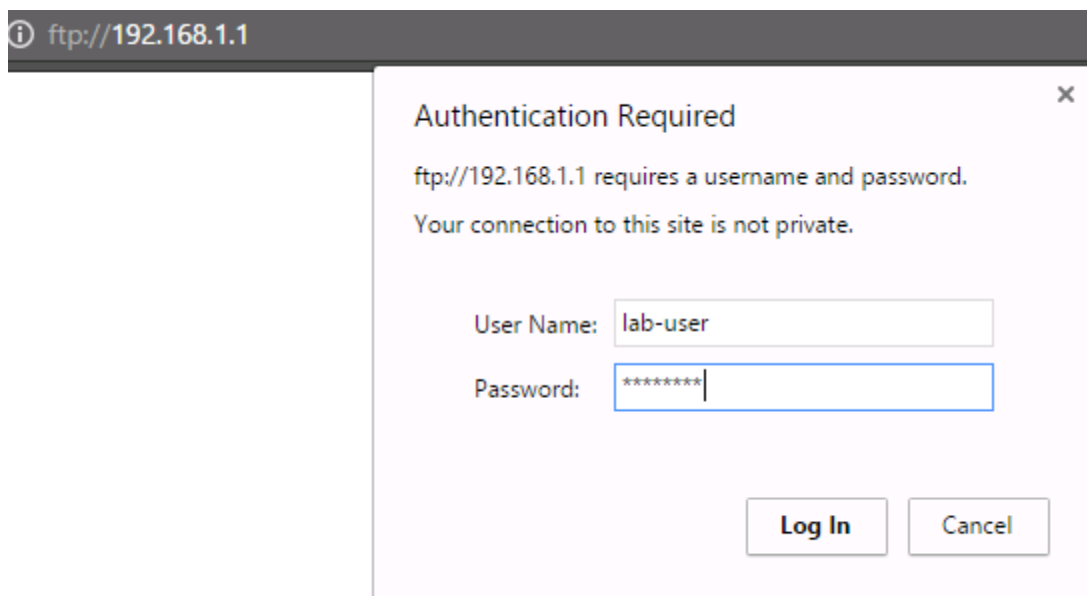 ftp://192.168.1.1
Authentication Required
ftp://192.168.1.1 requires a username and password.
Your connection to this site is not private.
User Name: lab-user
Password: ********
Log In Cancel